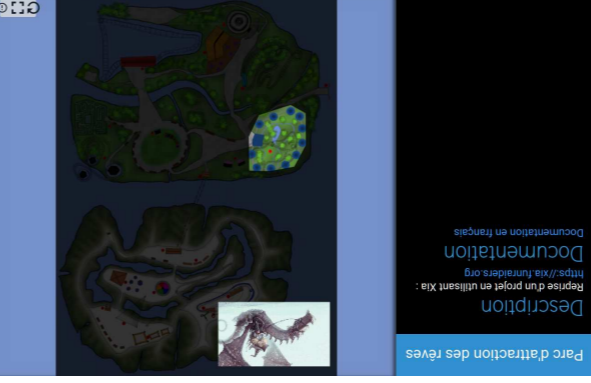 Parc d'attraction des rêves
Description
Reprise d'un projet en utilisant Xia :
https://xia.funraiders.org
Documentation
Documentation en français